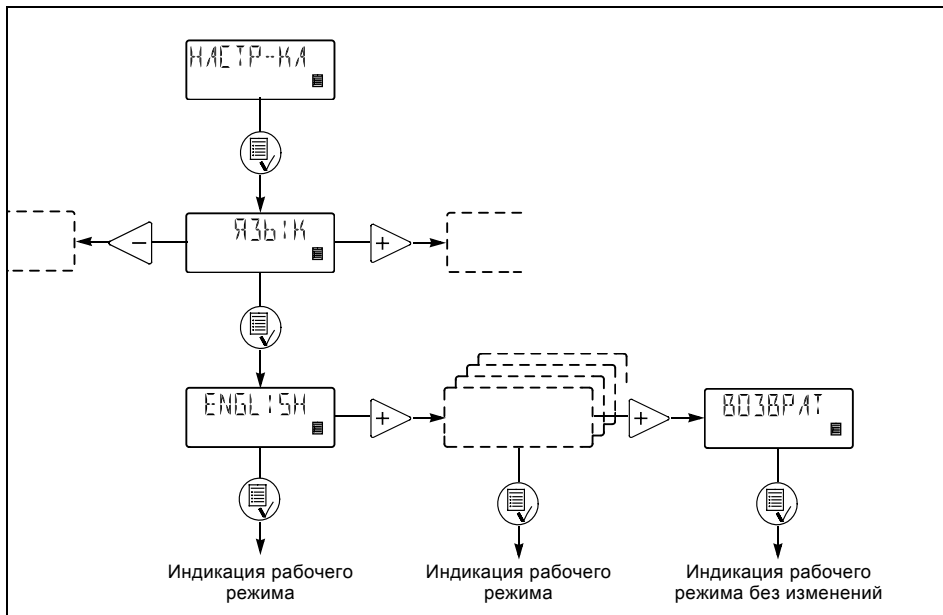 НАСТР-КА
ЯЗЫК
- +
ENGLISH
+ +
ВОЗВРАТ
Индикация рабочего
режима
Индикация рабочего
режима
Индикация рабочего
режима без изменений